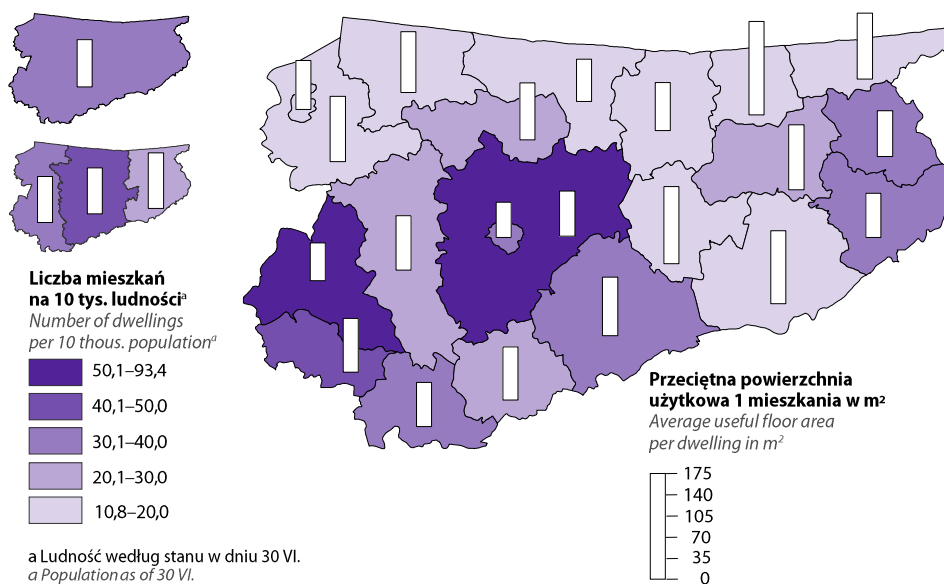 Liczba mieszkań
na 10 tys. ludnościᵃ
Number of dwellings
per 10 thous. populationᵃ
50,1–93,4
40,1–50,0
30,1–40,0
20,1–30,0
10,8–20,0
a Ludność według stanu w dniu 30 VI.
a Population as of 30 VI.
Przeciętna powierzchnia
użytkowa 1 mieszkania w m²
Average useful floor area
per dwelling in m²
175
140
105
70
35
0